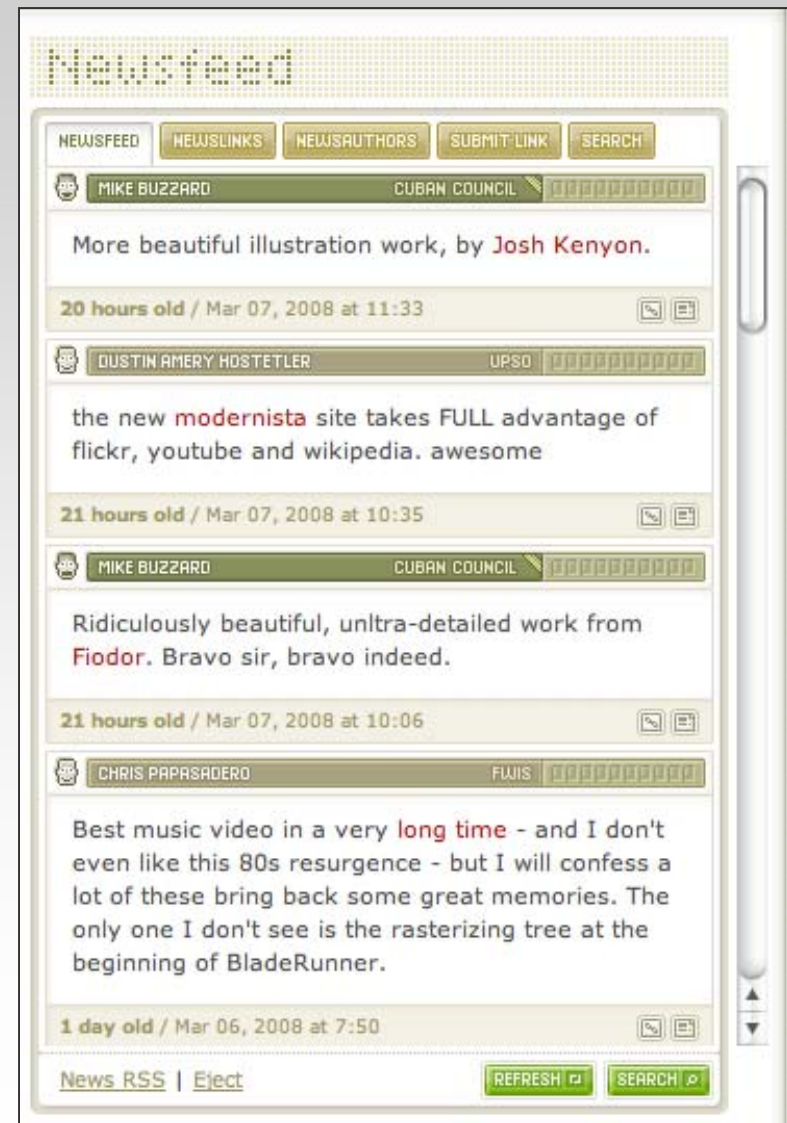 Newsfeed
NEWSFEED NEWSLINKS NEWSAUTHORS SUBMIT LINK SEARCH
MIKE BUZZARD CUBAN COUNCIL
More beautiful illustration work, by Josh Kenyon.
20 hours old / Mar 07, 2008 at 11:33
DUSTIN AMERY HOSTETLER UPSO
the new modernista site takes FULL advantage of
flickr, youtube and wikipedia. awesome
21 hours old / Mar 07, 2008 at 10:35
MIKE BUZZARD CUBAN COUNCIL
Ridiculously beautiful, unltra-detailed work from
Fiodor. Bravo sir, bravo indeed.
21 hours old / Mar 07, 2008 at 10:06
CHRIS PAPASADERO FWIS
Best music video in a very long time - and I don't
even like this 80s resurgence - but I will confess a
lot of these bring back some great memories. The
only one I don't see is the rasterizing tree at the
beginning of BladeRunner.
1 day old / Mar 06, 2008 at 7:50
News RSS | Eject REFRESH SEARCH